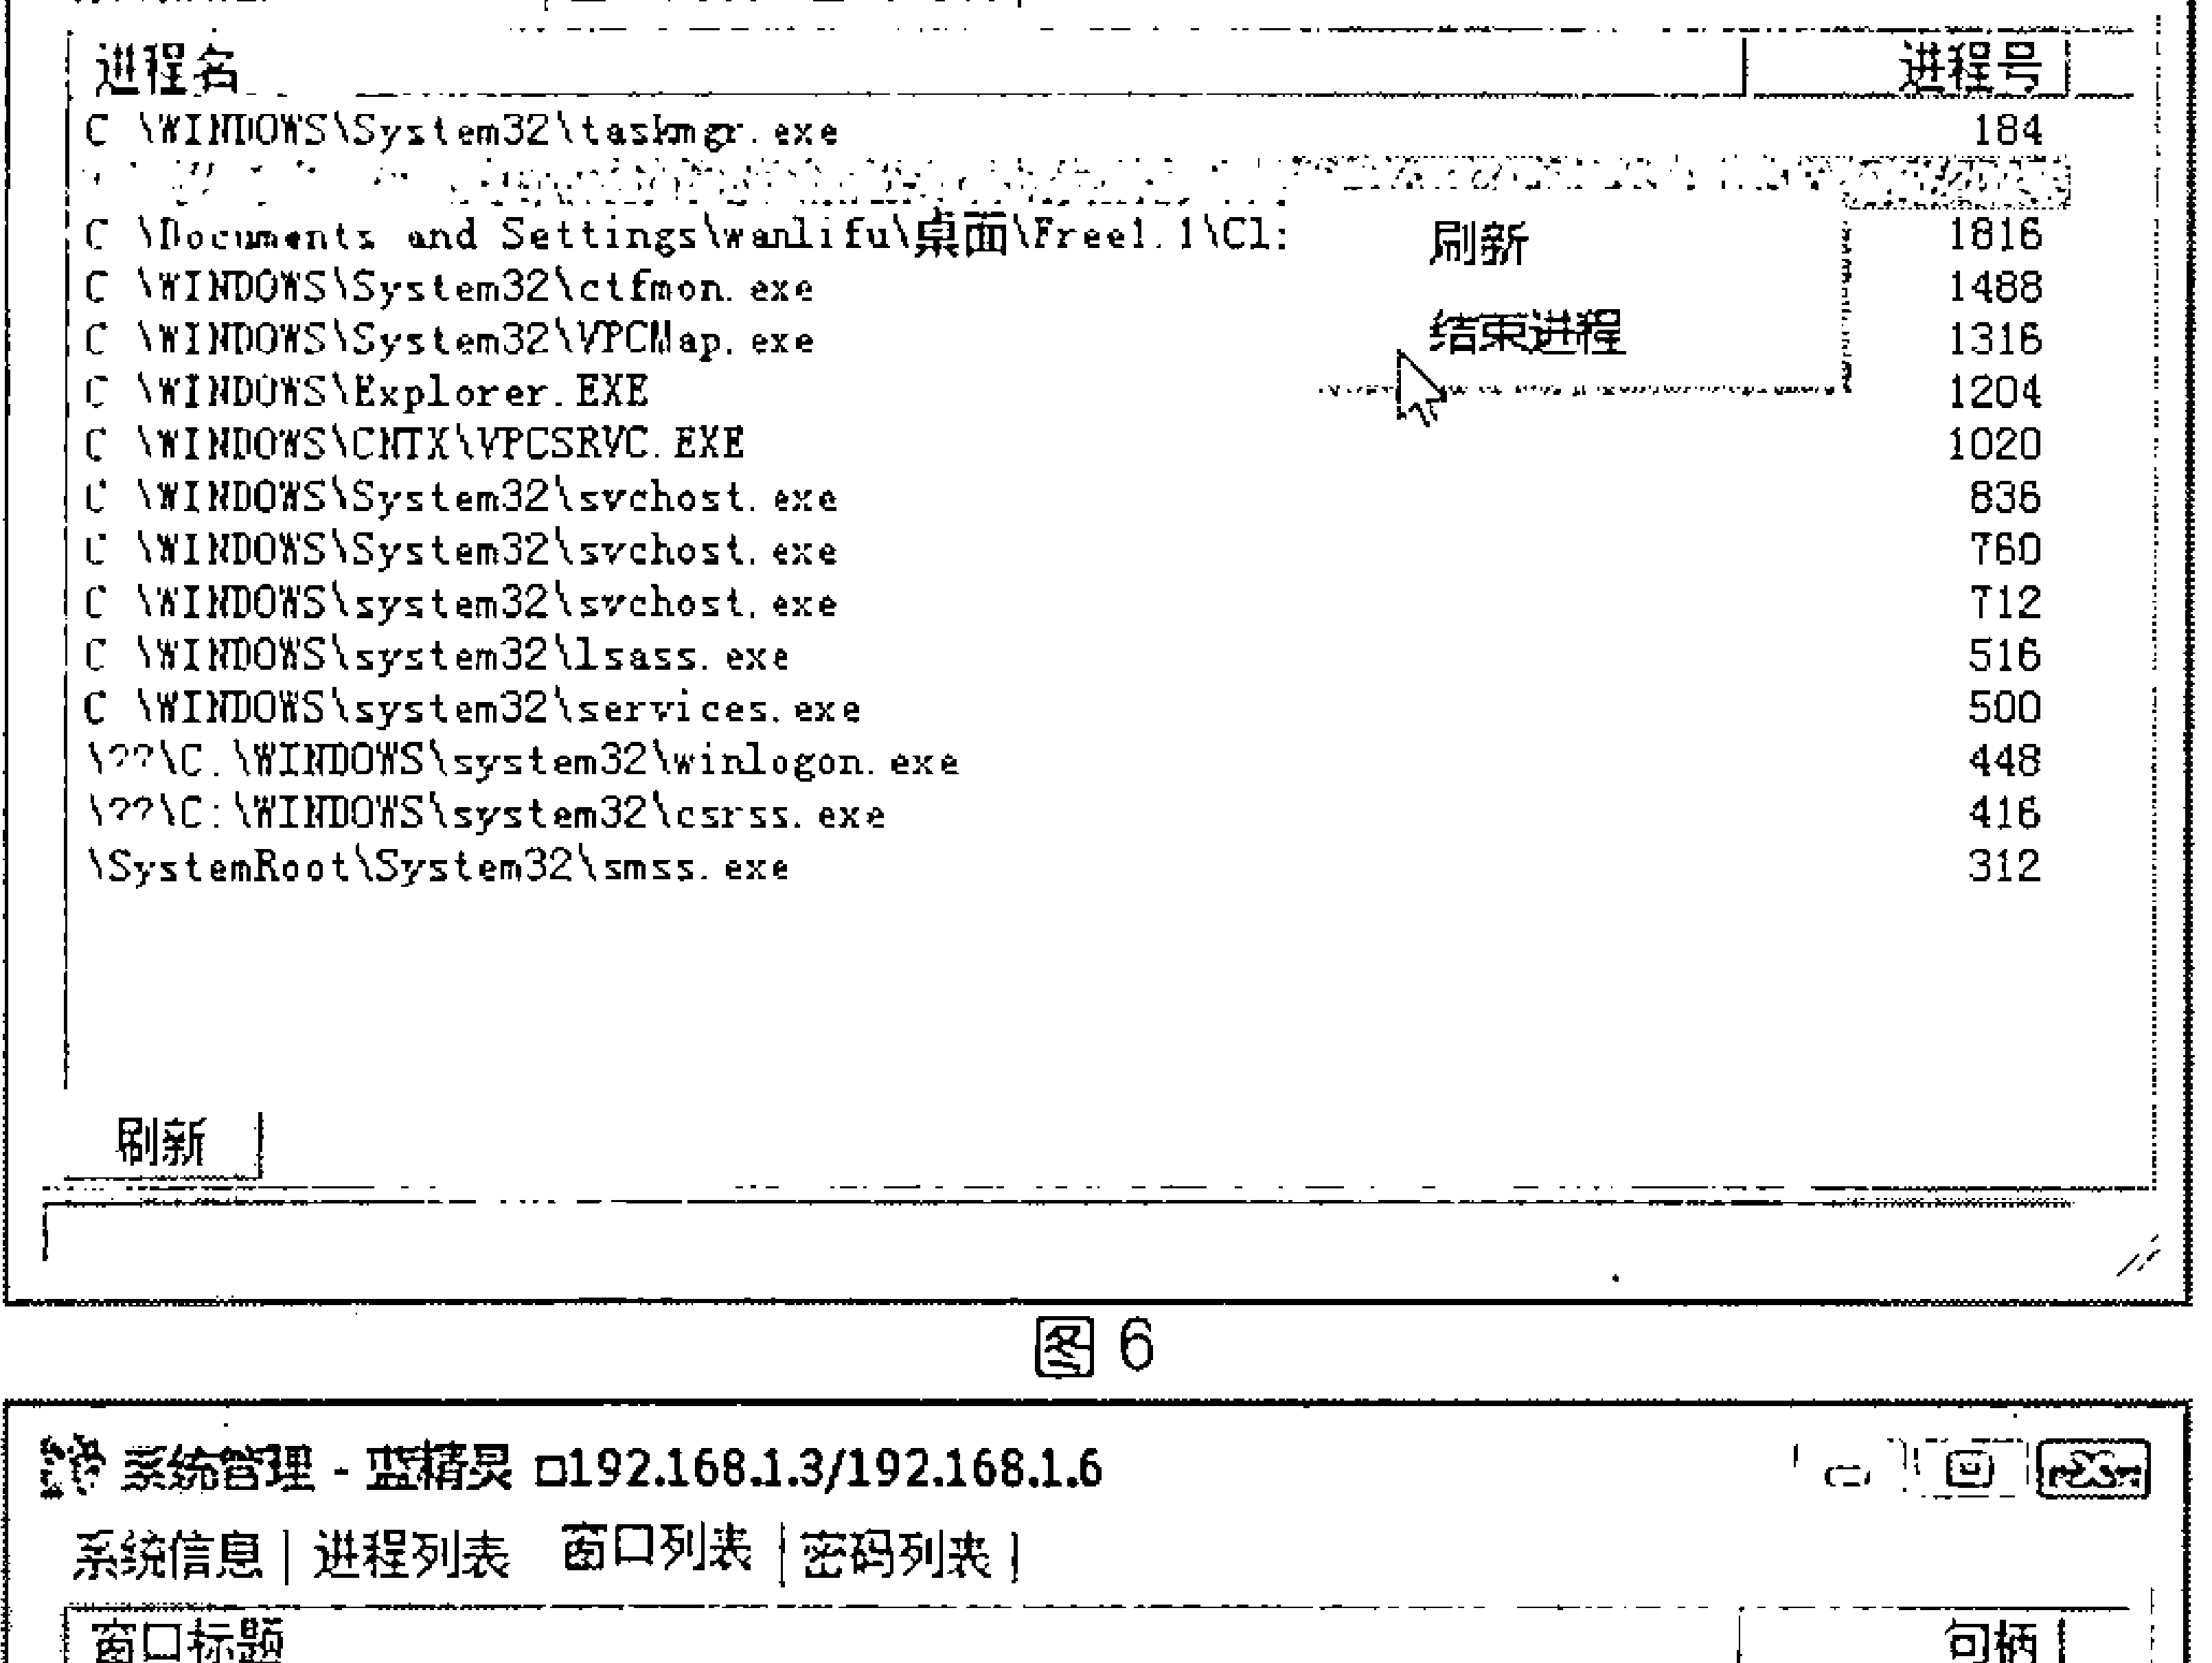 进程名 进程号
C \WINDOWS\System32\taskmgr.exe 184
C \Documents and Settings\wanlifu\桌面\Free1.1\Cl: 1816
刷新
C \WINDOWS\System32\ctfmon.exe 1488
C \WINDOWS\System32\VPCMap.exe 1316
结束进程
C \WINDOWS\Explorer.EXE 1204
C \WINDOWS\CNTX\VPCSRVC.EXE 1020
C \WINDOWS\System32\svchost.exe 836
C \WINDOWS\System32\svchost.exe 760
C \WINDOWS\system32\svchost.exe 712
C \WINDOWS\system32\lsass.exe 516
C \WINDOWS\system32\services.exe 500
\??\C.\WINDOWS\system32\winlogon.exe 448
\??\C:\WINDOWS\system32\csrss.exe 416
\SystemRoot\System32\smss.exe 312
刷新
图 6
系统管理 - 蓝精灵 □192.168.1.3/192.168.1.6
系统信息 进程列表 窗口列表 密码列表
窗口标题 句柄